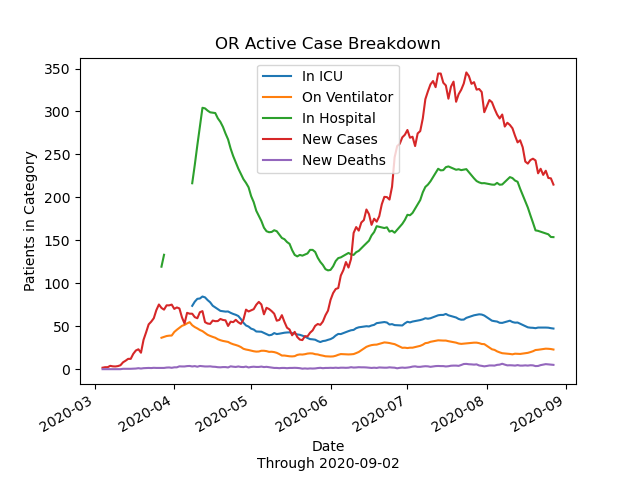 OR Active Case Breakdown
In ICU
On Ventilator
In Hospital
New Cases
New Deaths
Patients in Category
350
300
250
200
150
100
50
0
2020-03
2020-04
2020-05
2020-06
2020-07
2020-08
2020-09
Date
Through 2020-09-02